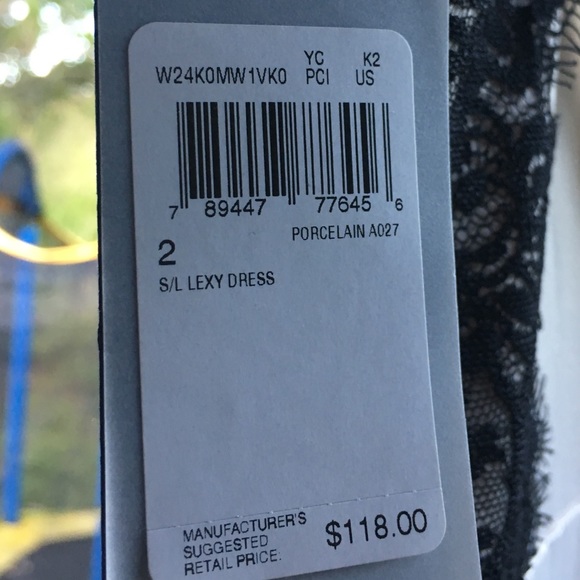 YC K2
W24K0MW1VK0 PCI US
7 89447 77645 6
PORCELAIN A027
2
S/L LEXY DRESS
MANUFACTURER'S
SUGGESTED
RETAIL PRICE.
$118.00